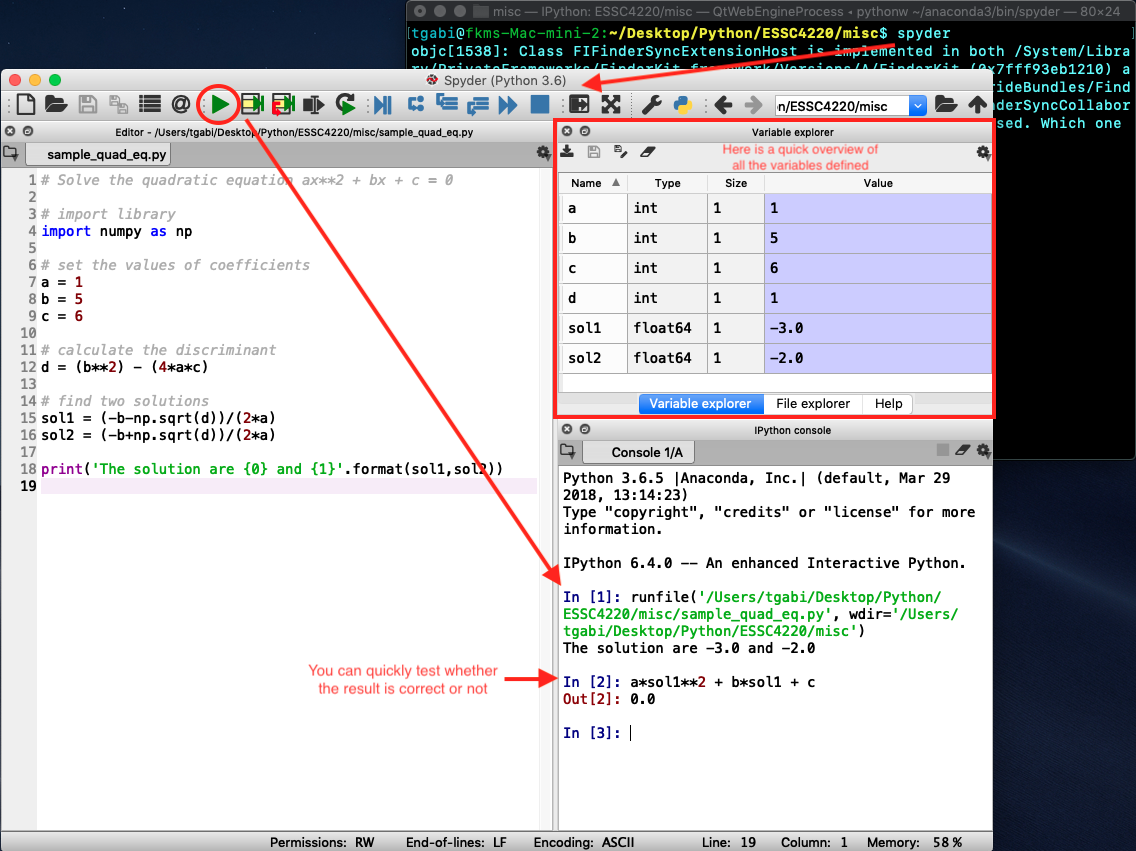 misc — IPython: ESSC4220/misc — QtWebEngineProcess ◂ pythonw ~/anaconda3/bin/spyder — 80×24
[tgabi@fkms-Mac-mini-2:~/Desktop/Python/ESSC4220/misc$ spyder ]
objc[1538]: Class FIFinderSyncExtensionHost is implemented in both /System/Libra
ry/PrivateFrameworks/FinderKit.framework/Versions/A/FinderKit (0x7fff93eb1210) a
rideBundles/Find
nderSyncCollabor
sed. Which one
Spyder (Python 3.6)
n/ESSC4220/misc
Editor - /Users/tgabi/Desktop/Python/ESSC4220/misc/sample_quad_eq.py
sample_quad_eq.py
1 # Solve the quadratic equation ax**2 + bx + c = 0
2
3 # import library
4 import numpy as np
5
6 # set the values of coefficients
7 a = 1
8 b = 5
9 c = 6
10
11 # calculate the discriminant
12 d = (b**2) - (4*a*c)
13
14 # find two solutions
15 sol1 = (-b-np.sqrt(d))/(2*a)
16 sol2 = (-b+np.sqrt(d))/(2*a)
17
18 print('The solution are {0} and {1}'.format(sol1,sol2))
19
Variable explorer
Here is a quick overview of
all the variables defined
Name Type Size Value
a int 1 1
b int 1 5
c int 1 6
d int 1 1
sol1 float64 1 -3.0
sol2 float64 1 -2.0
Variable explorer File explorer Help
IPython console
Console 1/A
Python 3.6.5 |Anaconda, Inc.| (default, Mar 29
2018, 13:14:23)
Type "copyright", "credits" or "license" for more
information.
IPython 6.4.0 -- An enhanced Interactive Python.
In [1]: runfile('/Users/tgabi/Desktop/Python/
ESSC4220/misc/sample_quad_eq.py', wdir='/Users/
tgabi/Desktop/Python/ESSC4220/misc')
The solution are -3.0 and -2.0
You can quickly test whether
the result is correct or not
In [2]: a*sol1**2 + b*sol1 + c
Out[2]: 0.0
In [3]:
Permissions: RW End-of-lines: LF Encoding: ASCII Line: 19 Column: 1 Memory: 58 %